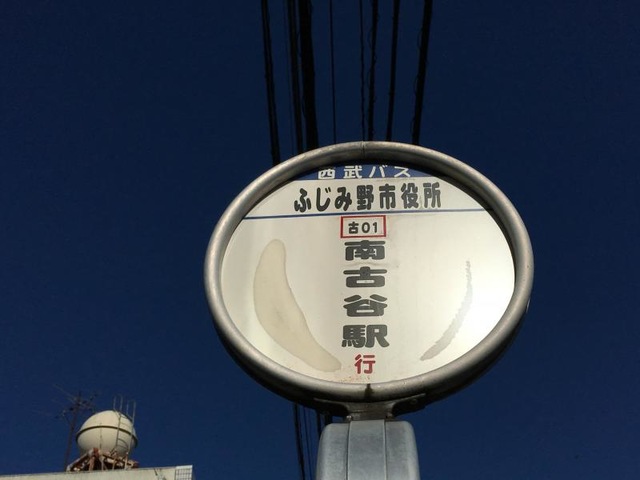 西武バス
ふじみ野市役所
古01
南古谷駅
行